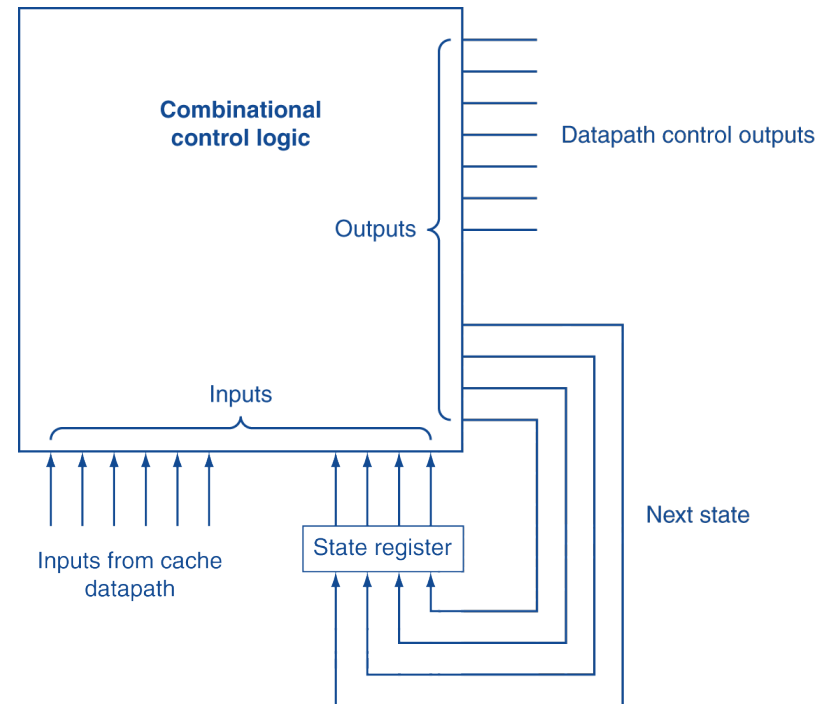 Combinational
control logic
Datapath control outputs
Outputs
Inputs
Next state
State register
Inputs from cache
datapath